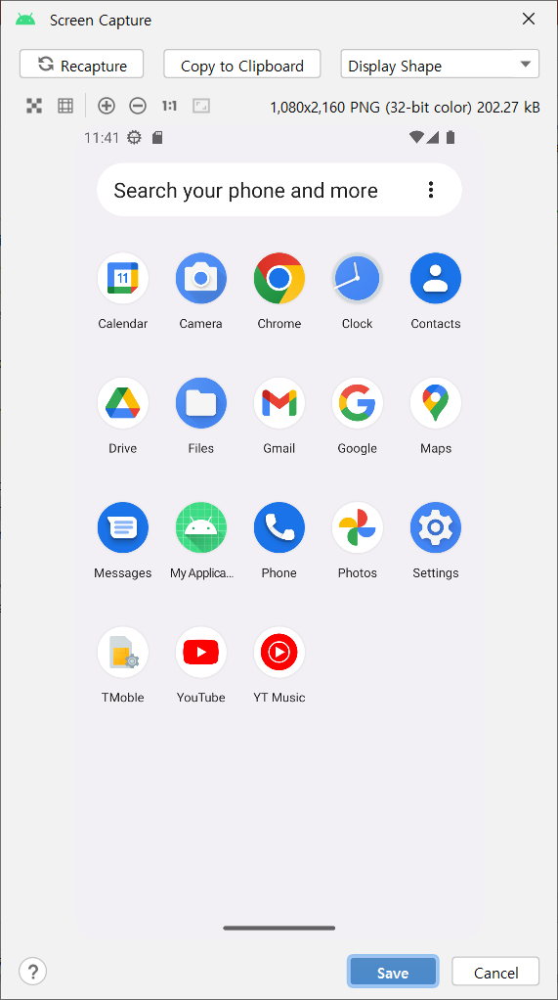 Screen Capture
Recapture
Copy to Clipboard
Display Shape
1:1
1,080x2,160 PNG (32-bit color) 202.27 kB
11:41
Search your phone and more
11
Calendar
Camera
Chrome
Clock
Contacts
Drive
Files
Gmail
Google
Maps
Messages
My Applica...
Phone
Photos
Settings
TMoble
YouTube
YT Music
?
Save
Cancel